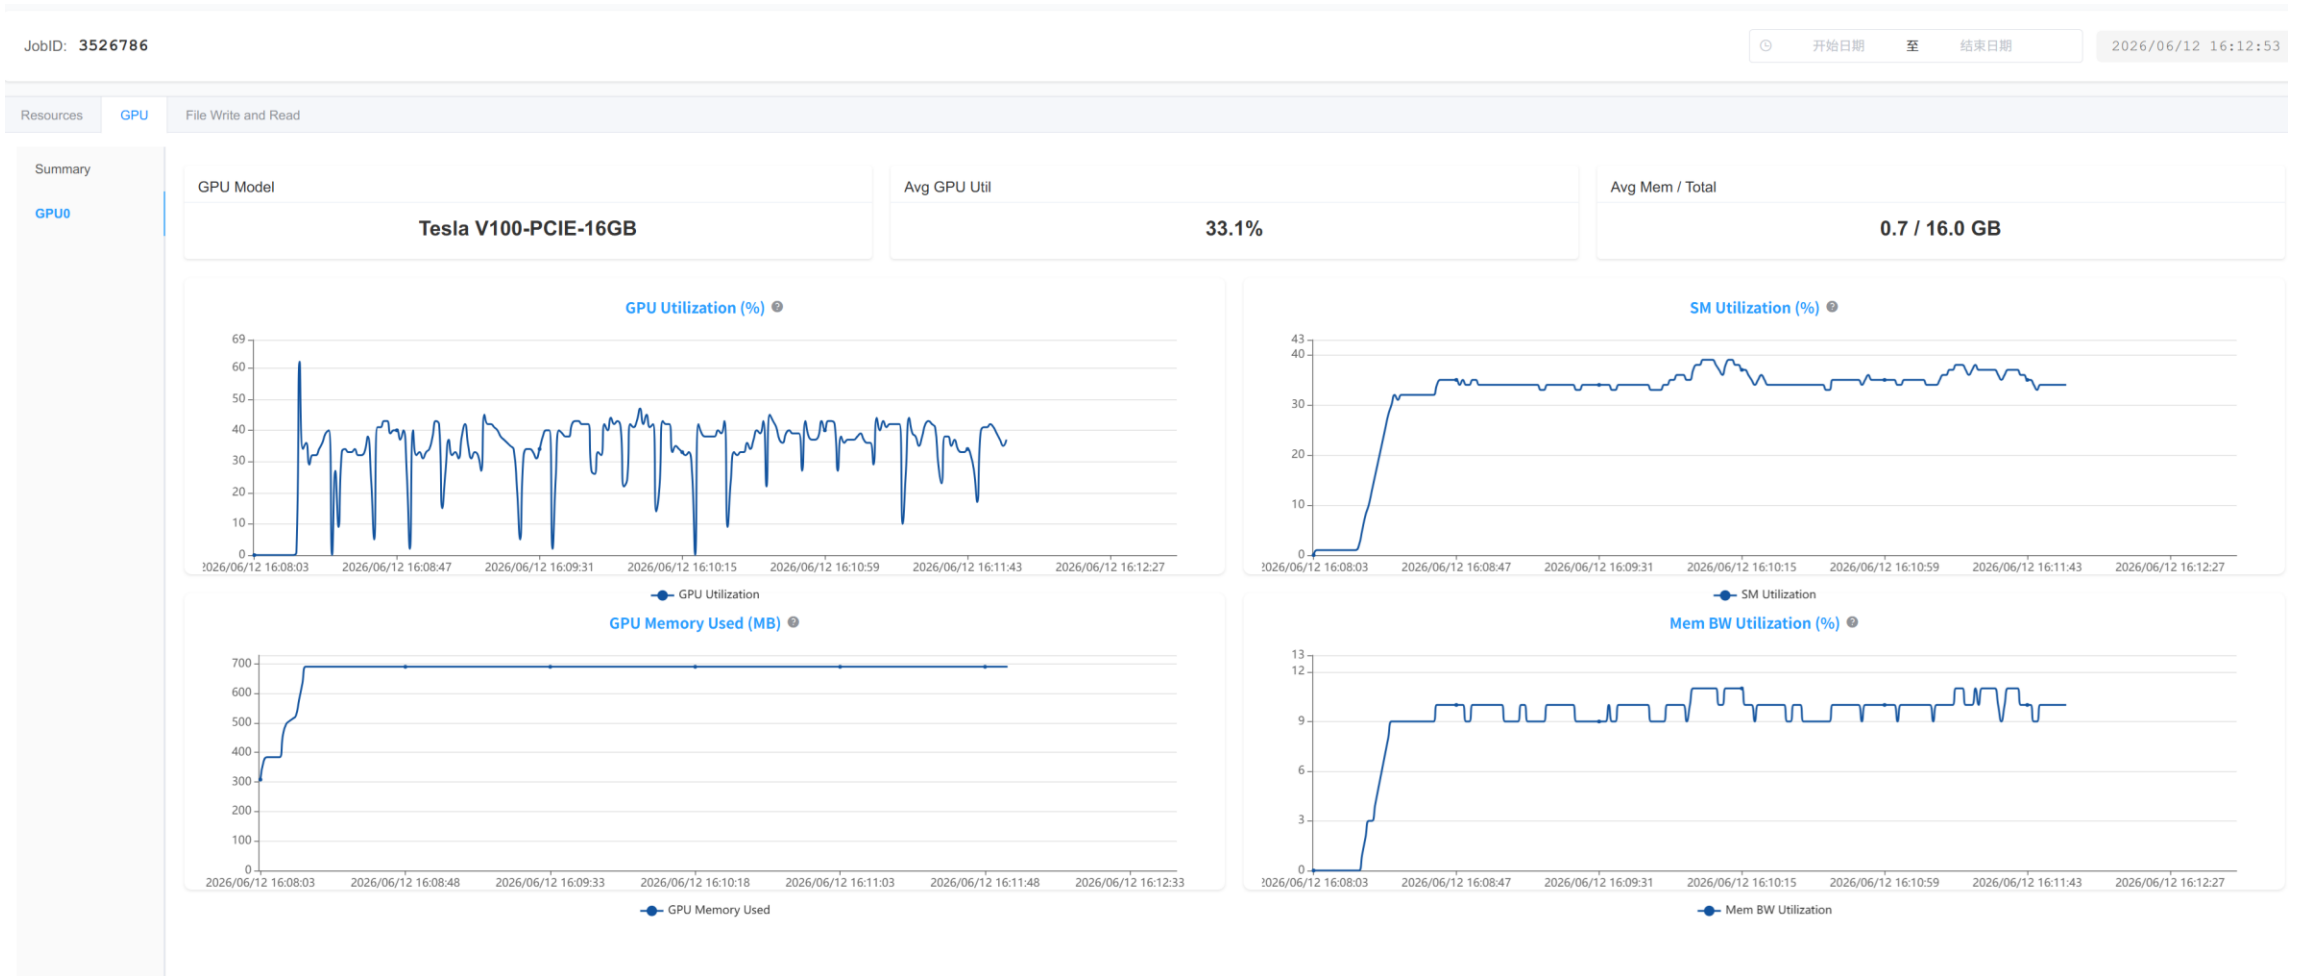 JobID: 3526786
开始日期 至 结束日期
2026/06/12 16:12:53
Resources GPU File Write and Read
Summary
GPU0
GPU Model
Tesla V100-PCIE-16GB
Avg GPU Util
33.1%
Avg Mem / Total
0.7 / 16.0 GB
GPU Utilization (%)
69
60
50
40
30
20
10
0
2026/06/12 16:08:03 2026/06/12 16:08:47 2026/06/12 16:09:31 2026/06/12 16:10:15 2026/06/12 16:10:59 2026/06/12 16:11:43 2026/06/12 16:12:27
GPU Utilization
SM Utilization (%)
43
40
30
20
10
0
2026/06/12 16:08:03 2026/06/12 16:08:47 2026/06/12 16:09:31 2026/06/12 16:10:15 2026/06/12 16:10:59 2026/06/12 16:11:43 2026/06/12 16:12:27
SM Utilization
GPU Memory Used (MB)
700
600
500
400
300
200
100
0
2026/06/12 16:08:03 2026/06/12 16:08:48 2026/06/12 16:09:33 2026/06/12 16:10:18 2026/06/12 16:11:03 2026/06/12 16:11:48 2026/06/12 16:12:33
GPU Memory Used
Mem BW Utilization (%)
13
12
9
6
3
0
2026/06/12 16:08:03 2026/06/12 16:08:47 2026/06/12 16:09:31 2026/06/12 16:10:15 2026/06/12 16:10:59 2026/06/12 16:11:43 2026/06/12 16:12:27
Mem BW Utilization